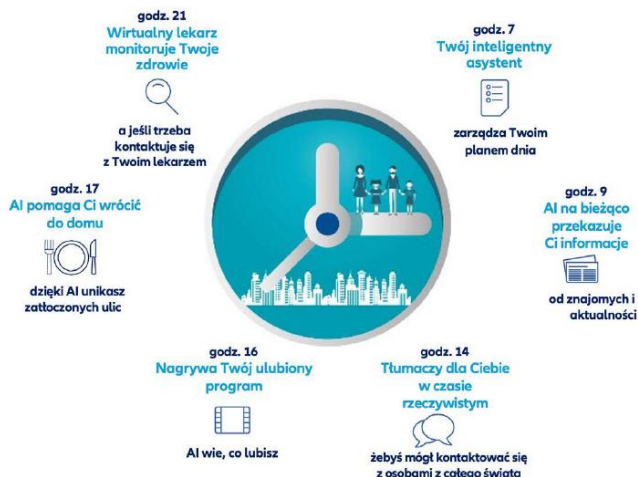 godz. 21
Wirtualny lekarz
monitoruje Twoje
zdrowie
a jeśli trzeba
kontaktuje się
z Twoim lekarzem
godz. 7
Twój inteligentny
asystent
zarządza Twoim
planem dnia
godz. 17
AI pomaga Ci wrócić
do domu
dzięki AI unikasz
zatłoczonych ulic
godz. 9
AI na bieżąco
przekazuje
Ci informacje
od znajomych i
aktualności
godz. 16
Nagrywa Twój ulubiony
program
AI wie, co lubisz
godz. 14
Tłumaczy dla Ciebie
w czasie
rzeczywistym
żebyś mógł kontaktować się
z osobami z całego świata